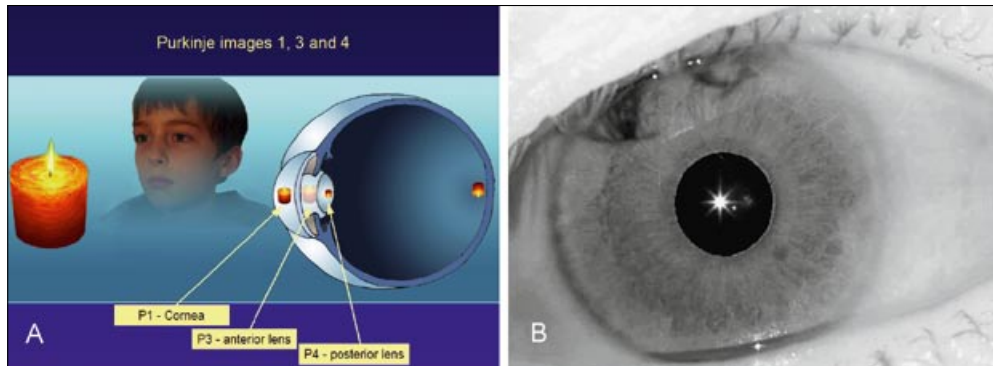 Purkinje images 1, 3 and 4
P1 - Cornea
P3 - anterior lens
P4 - posterior lens
A
B